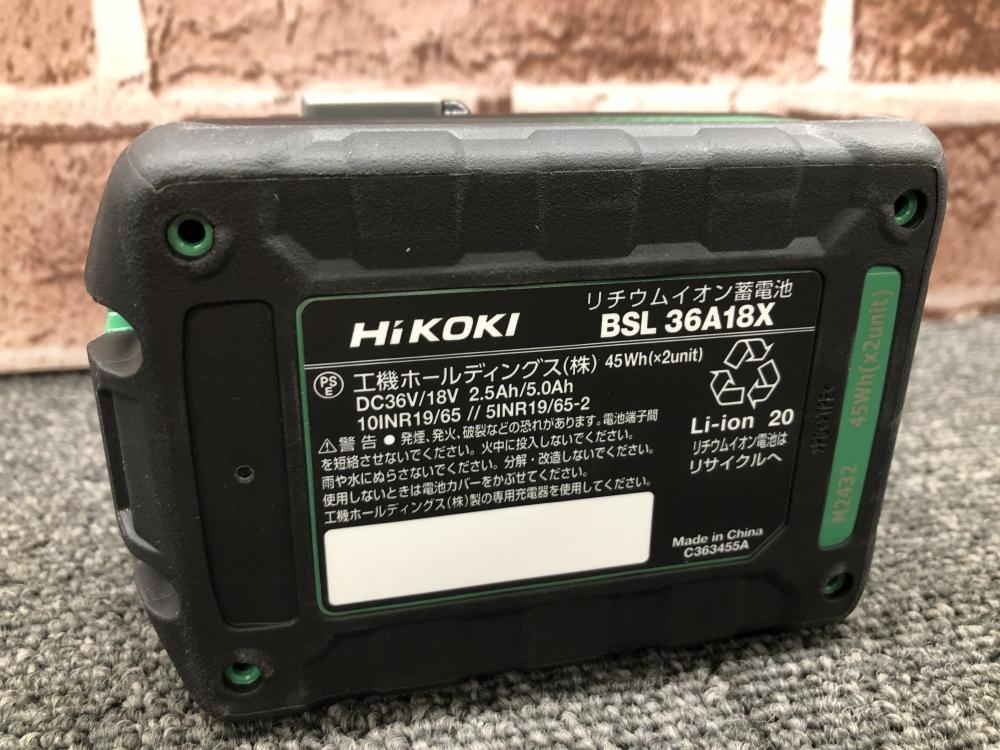 HiKOKI
リチウムイオン蓄電池
BSL 36A18X
PSE
工機ホールディングス(株) 45Wh(×2unit)
DC36V/18V 2.5Ah/5.0Ah
10INR19/65 // 5INR19/65-2
警告 ● 発煙、発火、破裂などの恐れがあります。電池端子間
を短絡させないでください。火中に投入しないでください。
雨や水にぬらさないでください。分解・改造しないでください。
使用しないときは電池カバーをかぶせてください。
工機ホールディングス(株)製の専用充電器を使用してください。
Li-ion 20
リチウムイオン電池は
リサイクルへ
Made in China
C363455A
M2432 45Wh(x2unit)